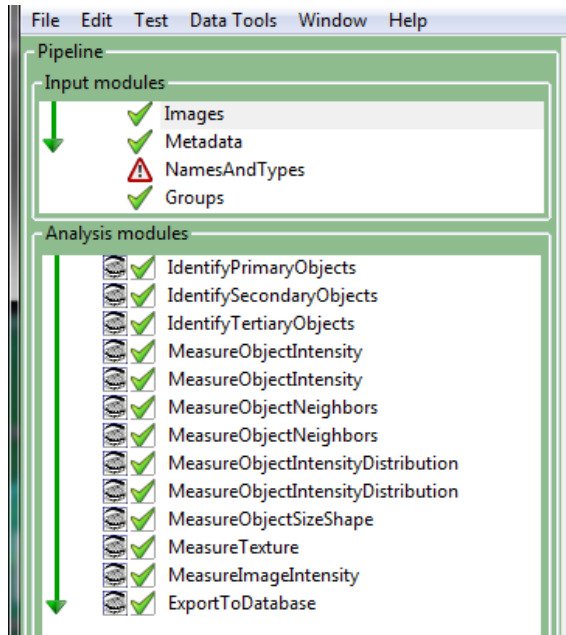 File Edit Test Data Tools Window Help
Pipeline
Input modules
Images
Metadata
NamesAndTypes
Groups
Analysis modules
IdentifyPrimaryObjects
IdentifySecondaryObjects
IdentifyTertiaryObjects
MeasureObjectIntensity
MeasureObjectIntensity
MeasureObjectNeighbors
MeasureObjectNeighbors
MeasureObjectIntensityDistribution
MeasureObjectIntensityDistribution
MeasureObjectSizeShape
MeasureTexture
MeasureImageIntensity
ExportToDatabase